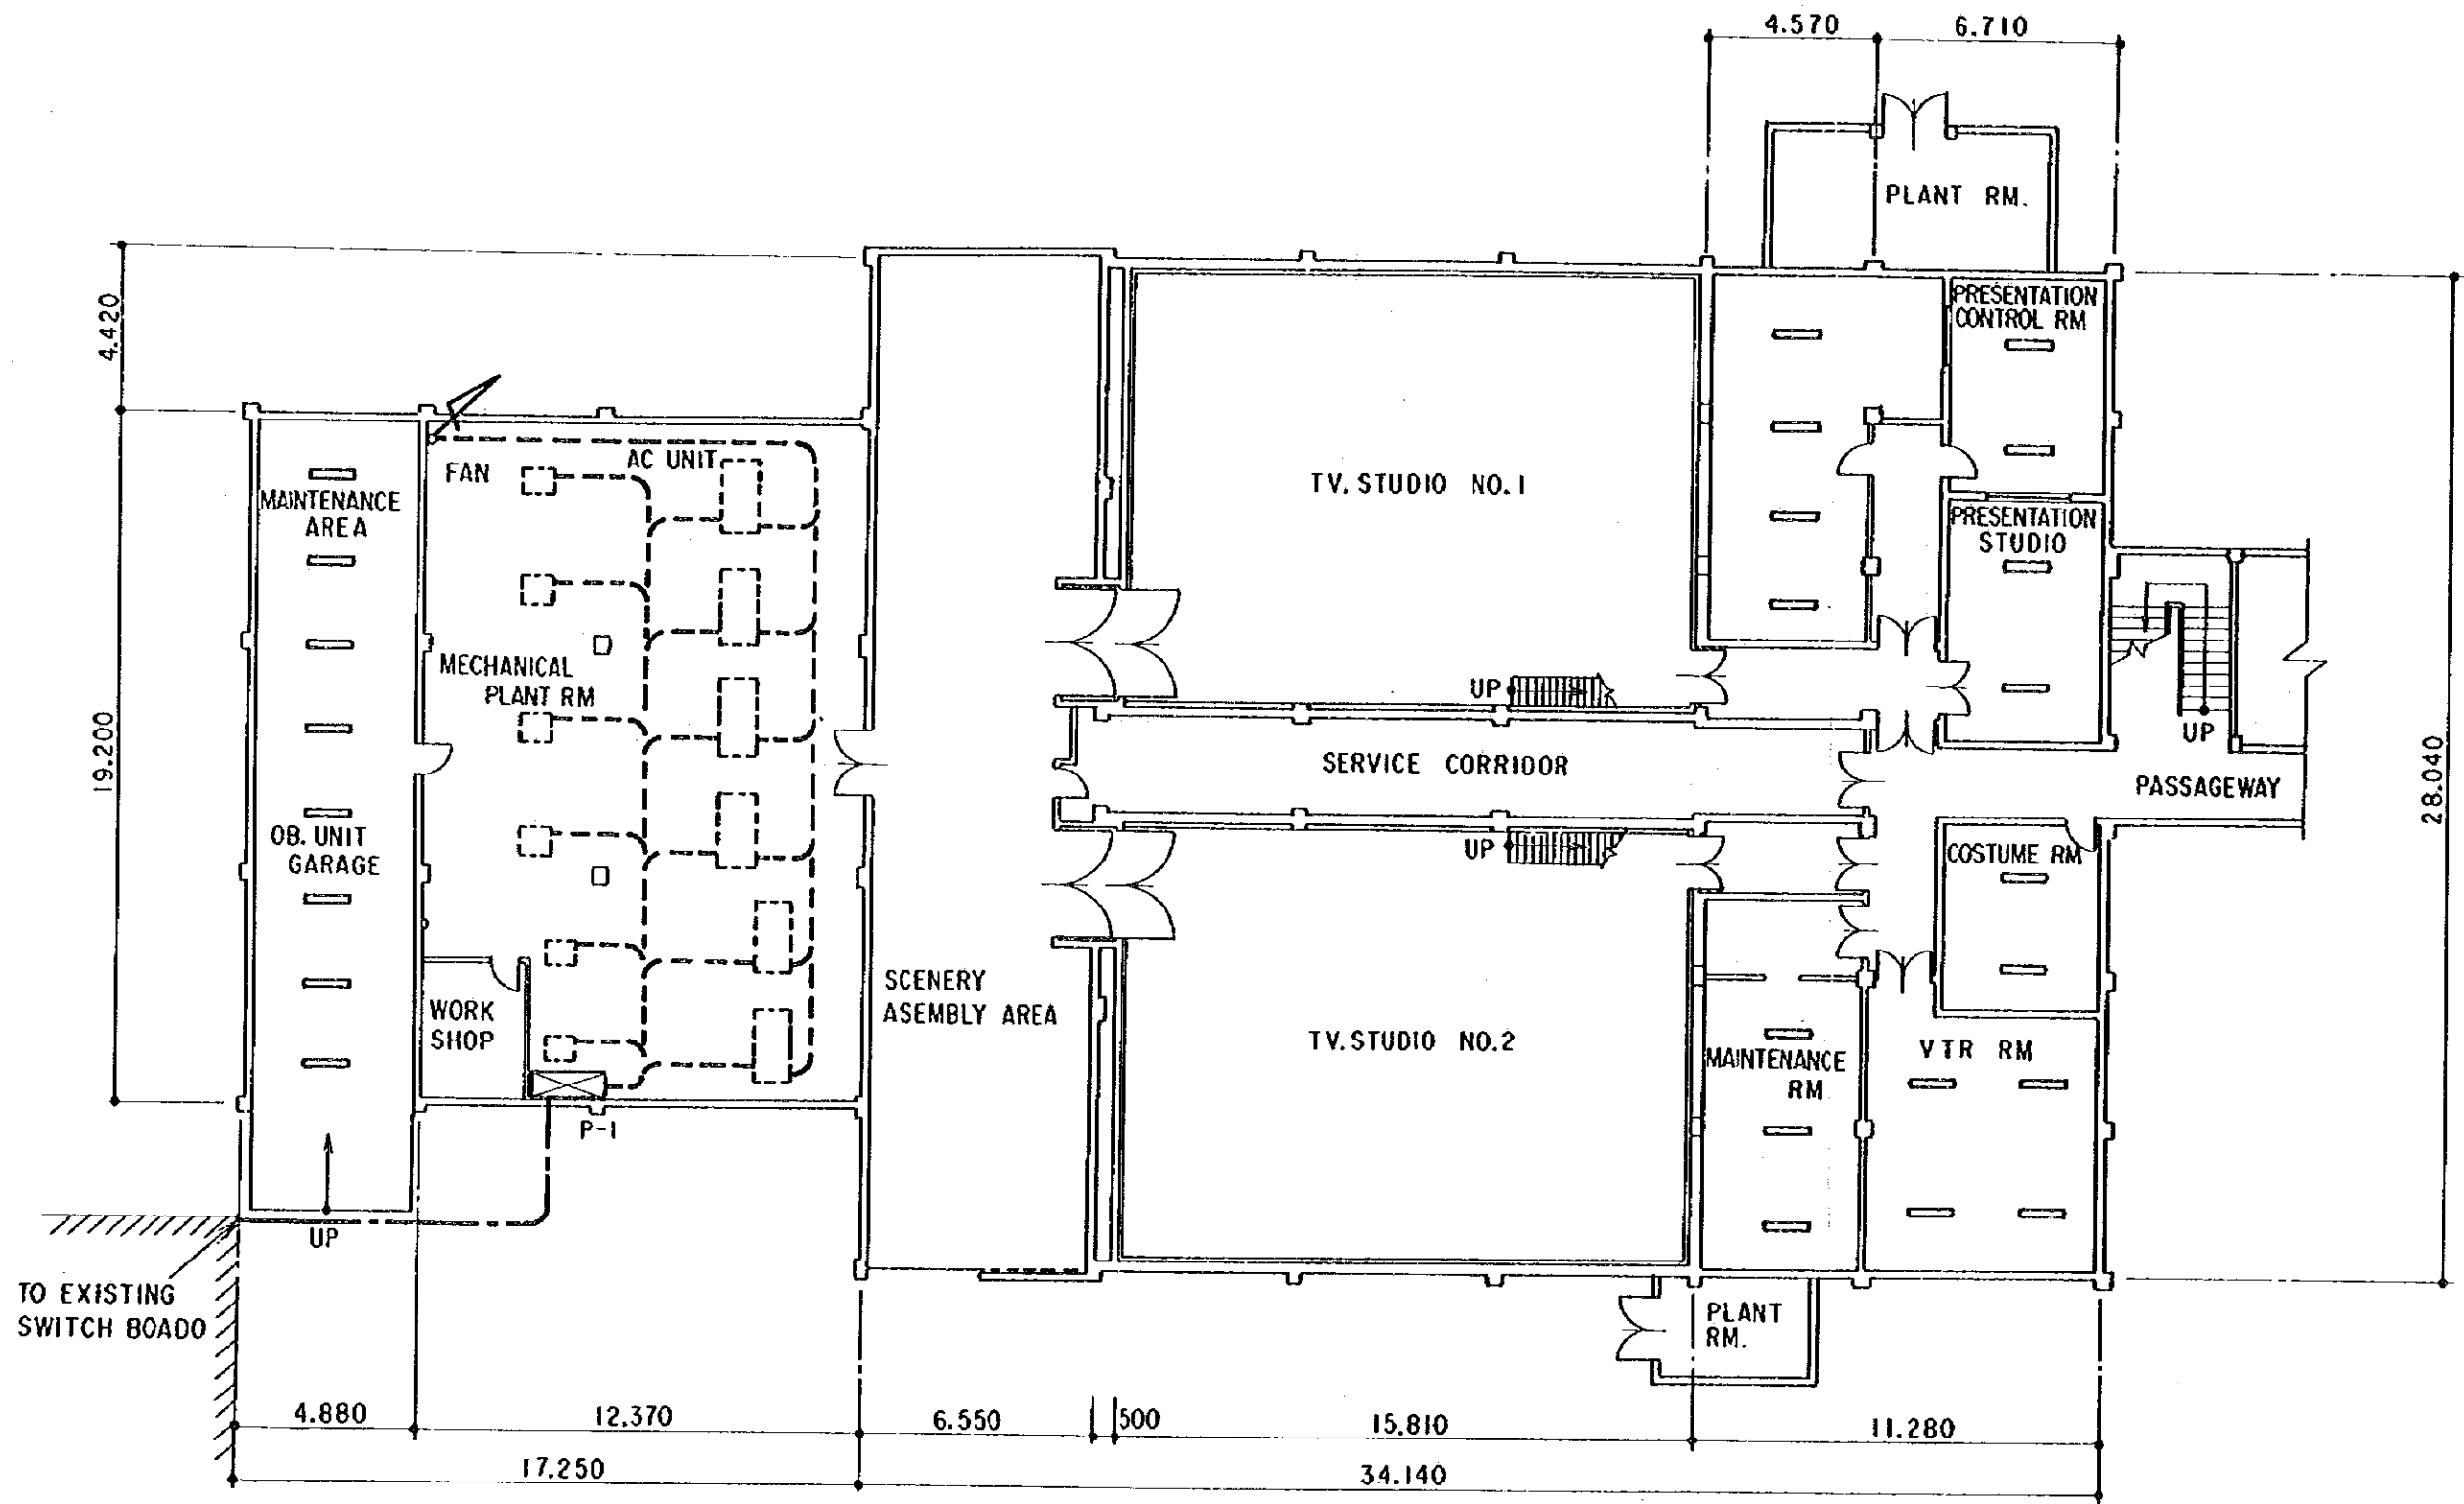 4.570
6.710
PLANT RM.
4.420
PRESENTATION
CONTROL RM
FAN
AC UNIT
MAINTENANCE
AREA
TV. STUDIO NO. 1
PRESENTATION
STUDIO
MECHANICAL
PLANT RM
UP
UP
19.200
SERVICE CORRIDOR
PASSAGEWAY
28.040
OB. UNIT
GARAGE
UP
COSTUME RM
SCENERY
ASEMBLY AREA
WORK
SHOP
TV. STUDIO NO.2
MAINTENANCE
RM
VTR RM
P-1
UP
TO EXISTING
SWITCH BOADO
PLANT
RM.
4.880
12.370
6.550
500
15.810
11.280
17.250
34.140